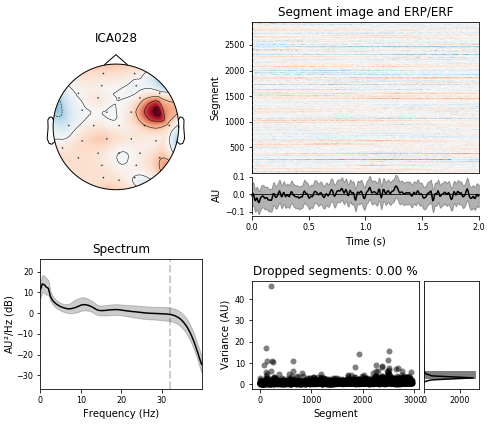 ICA028
Segment image and ERP/ERF
Segment
2500
2000
1500
1000
500
AU
0.1
0.0
−0.1
0.0 0.5 1.0 1.5 2.0
Time (s)
Spectrum
AU²/Hz (dB)
20
10
0
−10
−20
−30
0 10 20 30
Frequency (Hz)
Dropped segments: 0.00 %
Variance (AU)
40
30
20
10
0
0 1000 2000 3000
Segment
0 2000